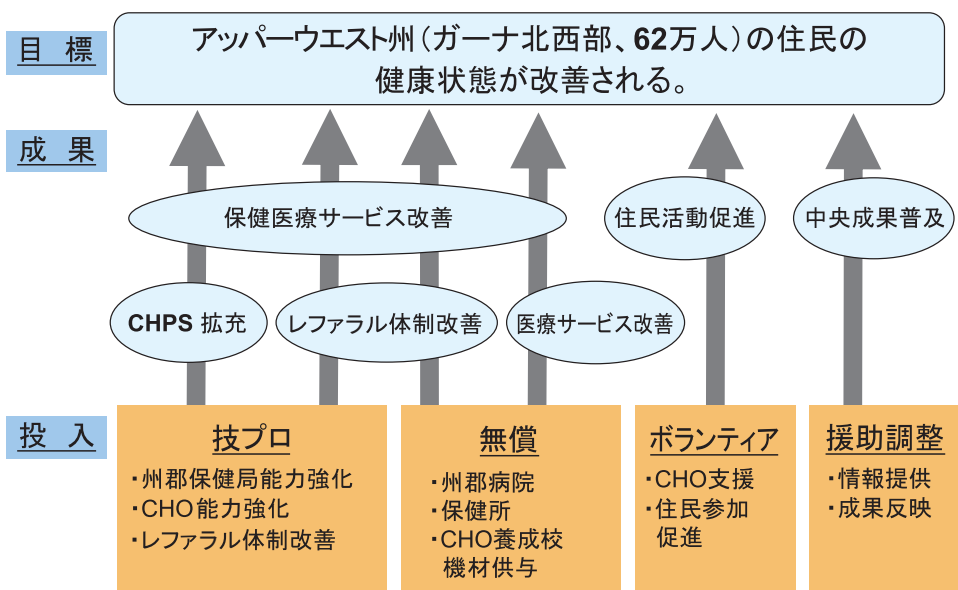 目 標
アッパーウエスト州（ガーナ北西部、62万人）の住民の
健康状態が改善される。
成 果
保健医療サービス改善
住民活動促進
中央成果普及
CHPS 拡充
レファラル体制改善
医療サービス改善
投 入
技プロ
・州郡保健局能力強化
・CHO能力強化
・レファラル体制改善
無償
・州郡病院
・保健所
・CHO養成校
機材供与
ボランティア
・CHO支援
・住民参加
促進
援助調整
・情報提供
・成果反映